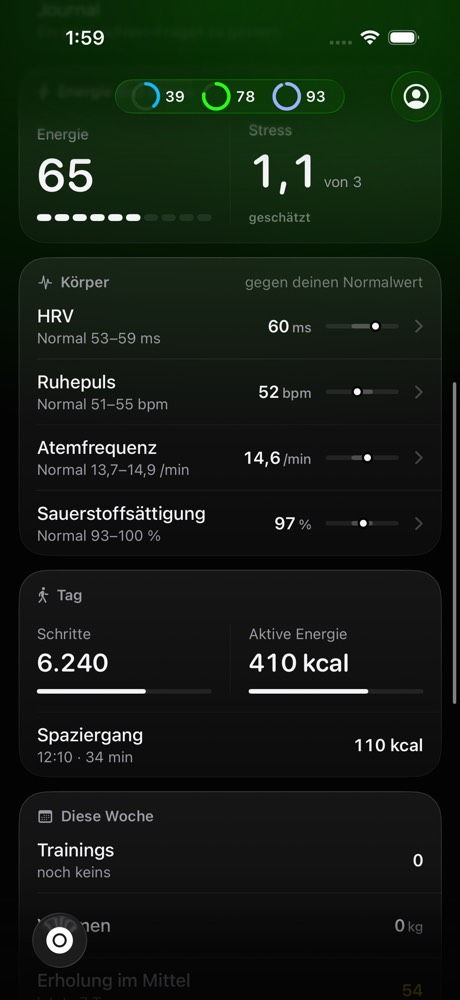 Journal
1:59
39 78 93
Energie
65
Stress
1,1 von 3
geschätzt
Körper
gegen deinen Normalwert
HRV
Normal 53–59 ms
60 ms
Ruhepuls
Normal 51–55 bpm
52 bpm
Atemfrequenz
Normal 13,7–14,9 /min
14,6 /min
Sauerstoffsättigung
Normal 93–100 %
97 %
Tag
Schritte
6.240
Aktive Energie
410 kcal
Spaziergang
12:10 · 34 min
110 kcal
Diese Woche
Trainings
noch keins
0
0 kg
Erholung im Mittel
54